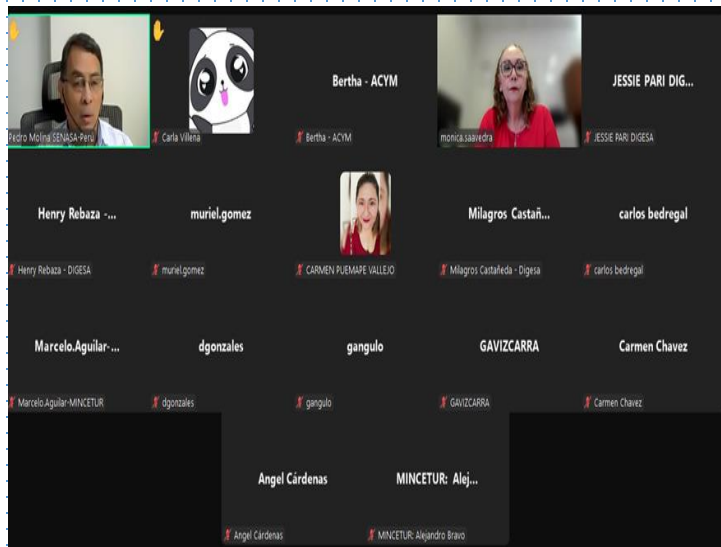 Pedro Molina SENASA-Perú
Carla Villena
Bertha - ACYM
Bertha - ACYM
monica.saavedra
JESSIE PARI DIG...
JESSIE PARI DIGESA
Henry Rebaza -...
Henry Rebaza - DIGESA
muriel.gomez
muriel.gomez
CARMEN PUEMAPE VALLEJO
Milagros Castañ...
Milagros Castañeda - Digesa
carlos bedregal
carlos bedregal
Marcelo.Aguilar-...
Marcelo.Aguilar-MINCETUR
dgonzales
dgonzales
gangulo
gangulo
GAVIZCARRA
GAVIZCARRA
Carmen Chavez
Carmen Chavez
Angel Cárdenas
Angel Cárdenas
MINCETUR: Alej...
MINCETUR: Alejandro Bravo